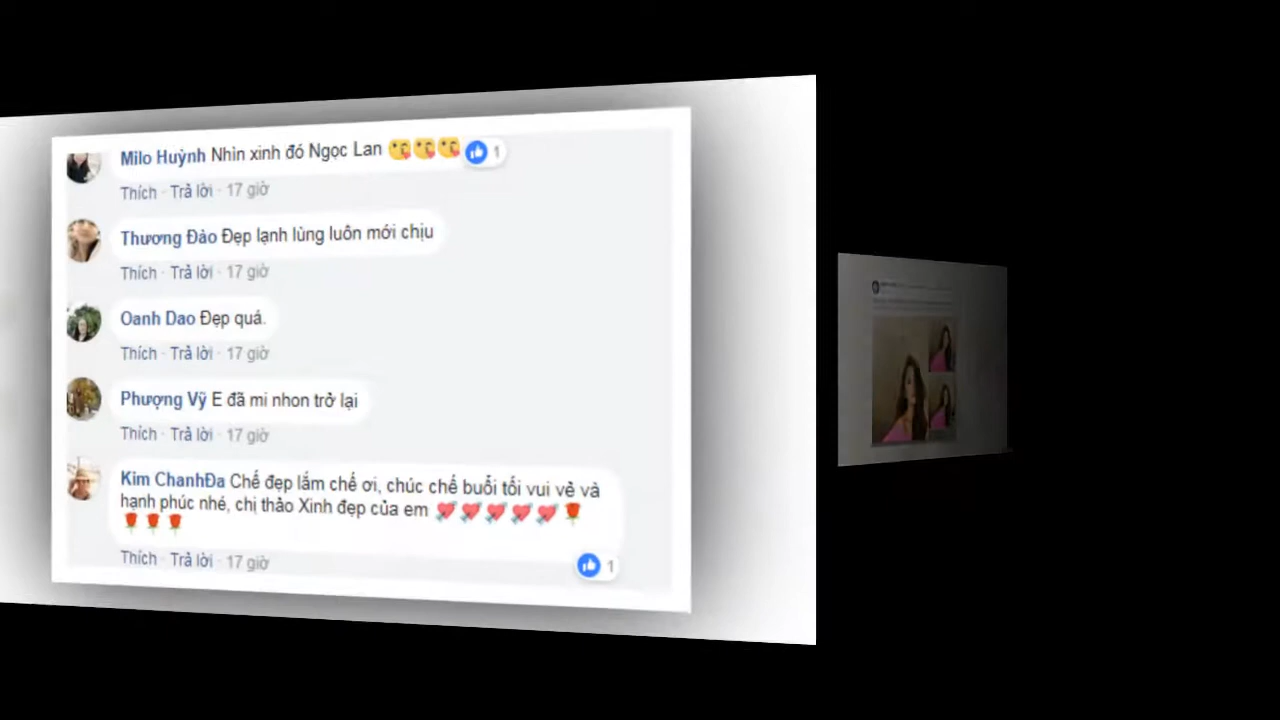 Milo Huỳnh Nhìn xinh đó Ngọc Lan 😘😘😘 1
Thích · Trả lời · 17 giờ
Thương Đào Đẹp lạnh lùng luôn mới chịu
Thích · Trả lời · 17 giờ
Oanh Dao Đẹp quá.
Thích · Trả lời · 17 giờ
Phượng Vỹ E đã mi nhon trở lại
Thích · Trả lời · 17 giờ
Kim ChanhĐa Chế đẹp lắm chế ơi, chúc chế buổi tối vui vẻ và
hạnh phúc nhé, chị thảo Xinh đẹp của em 💘💘💘💘💘🌹
🌹🌹🌹
Thích · Trả lời · 17 giờ 1